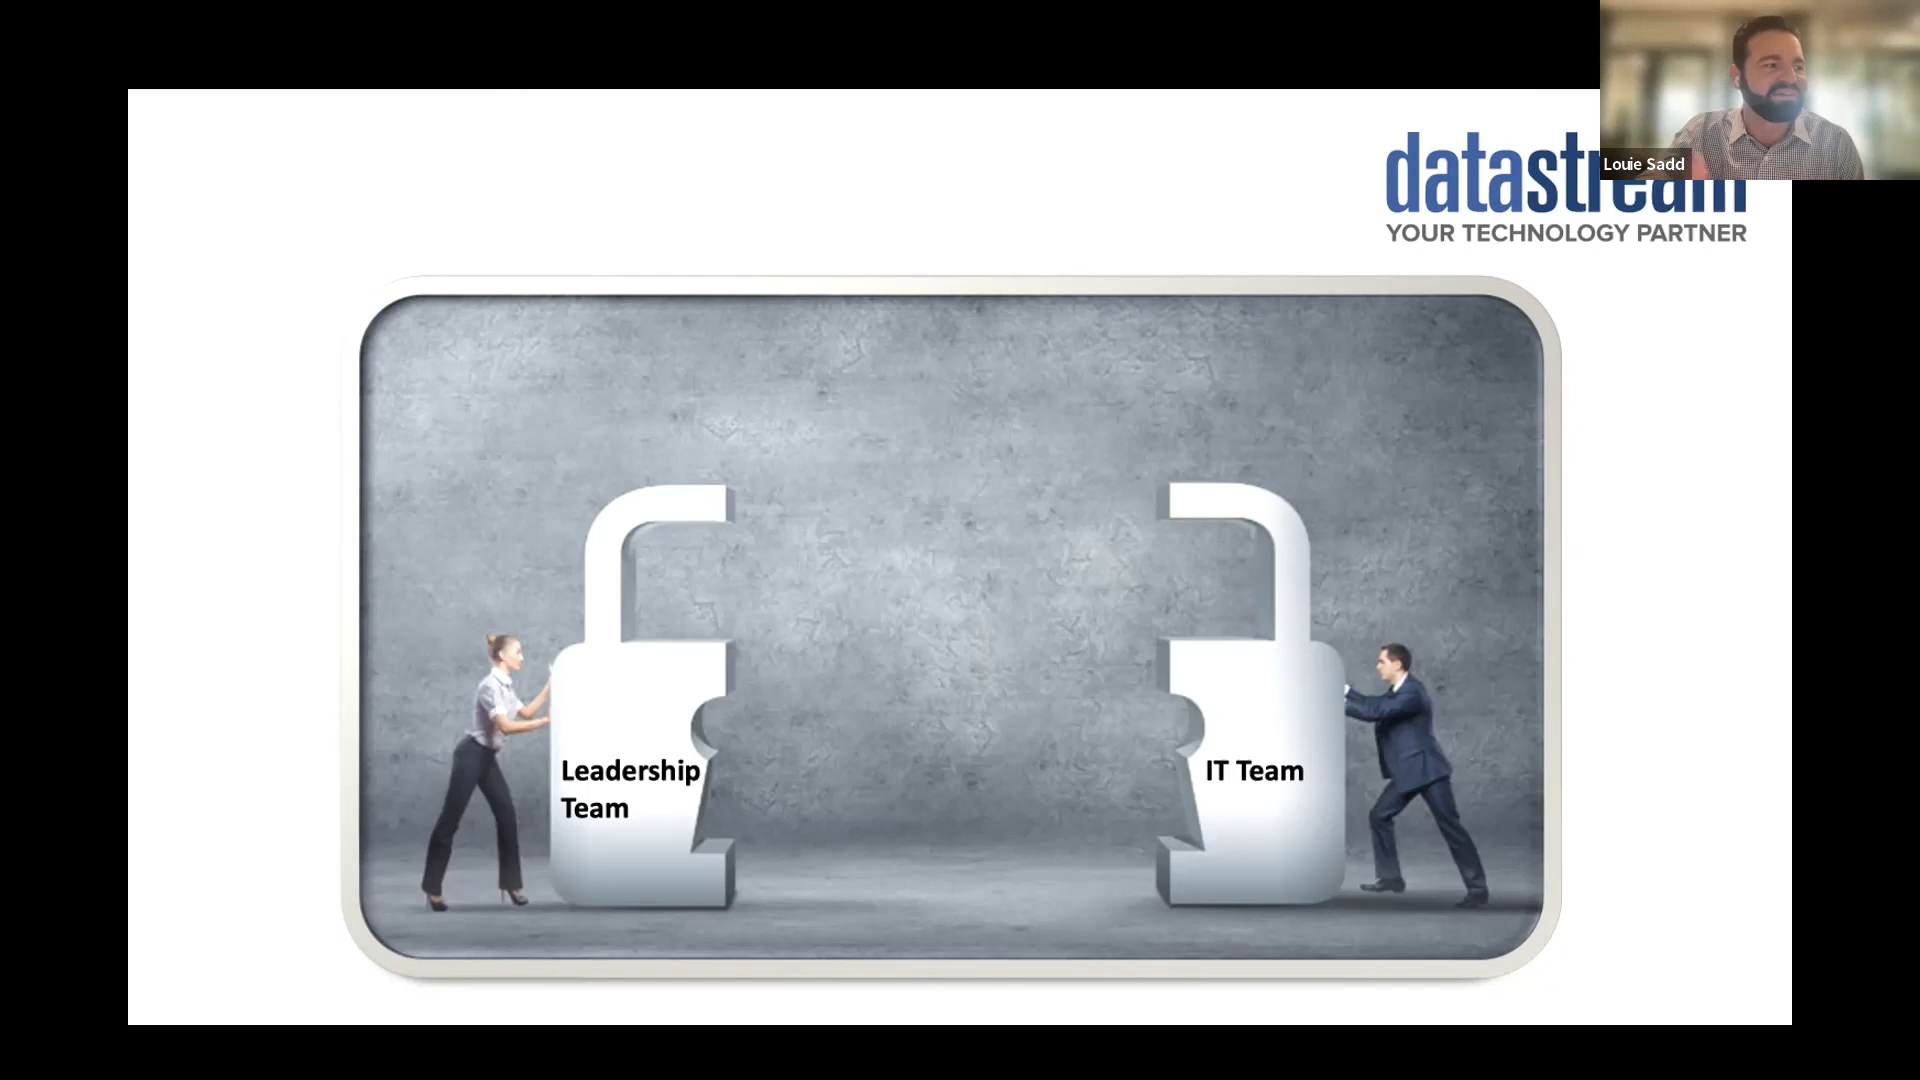 Louie Sadd
datastream
YOUR TECHNOLOGY PARTNER
Leadership
Team
IT Team